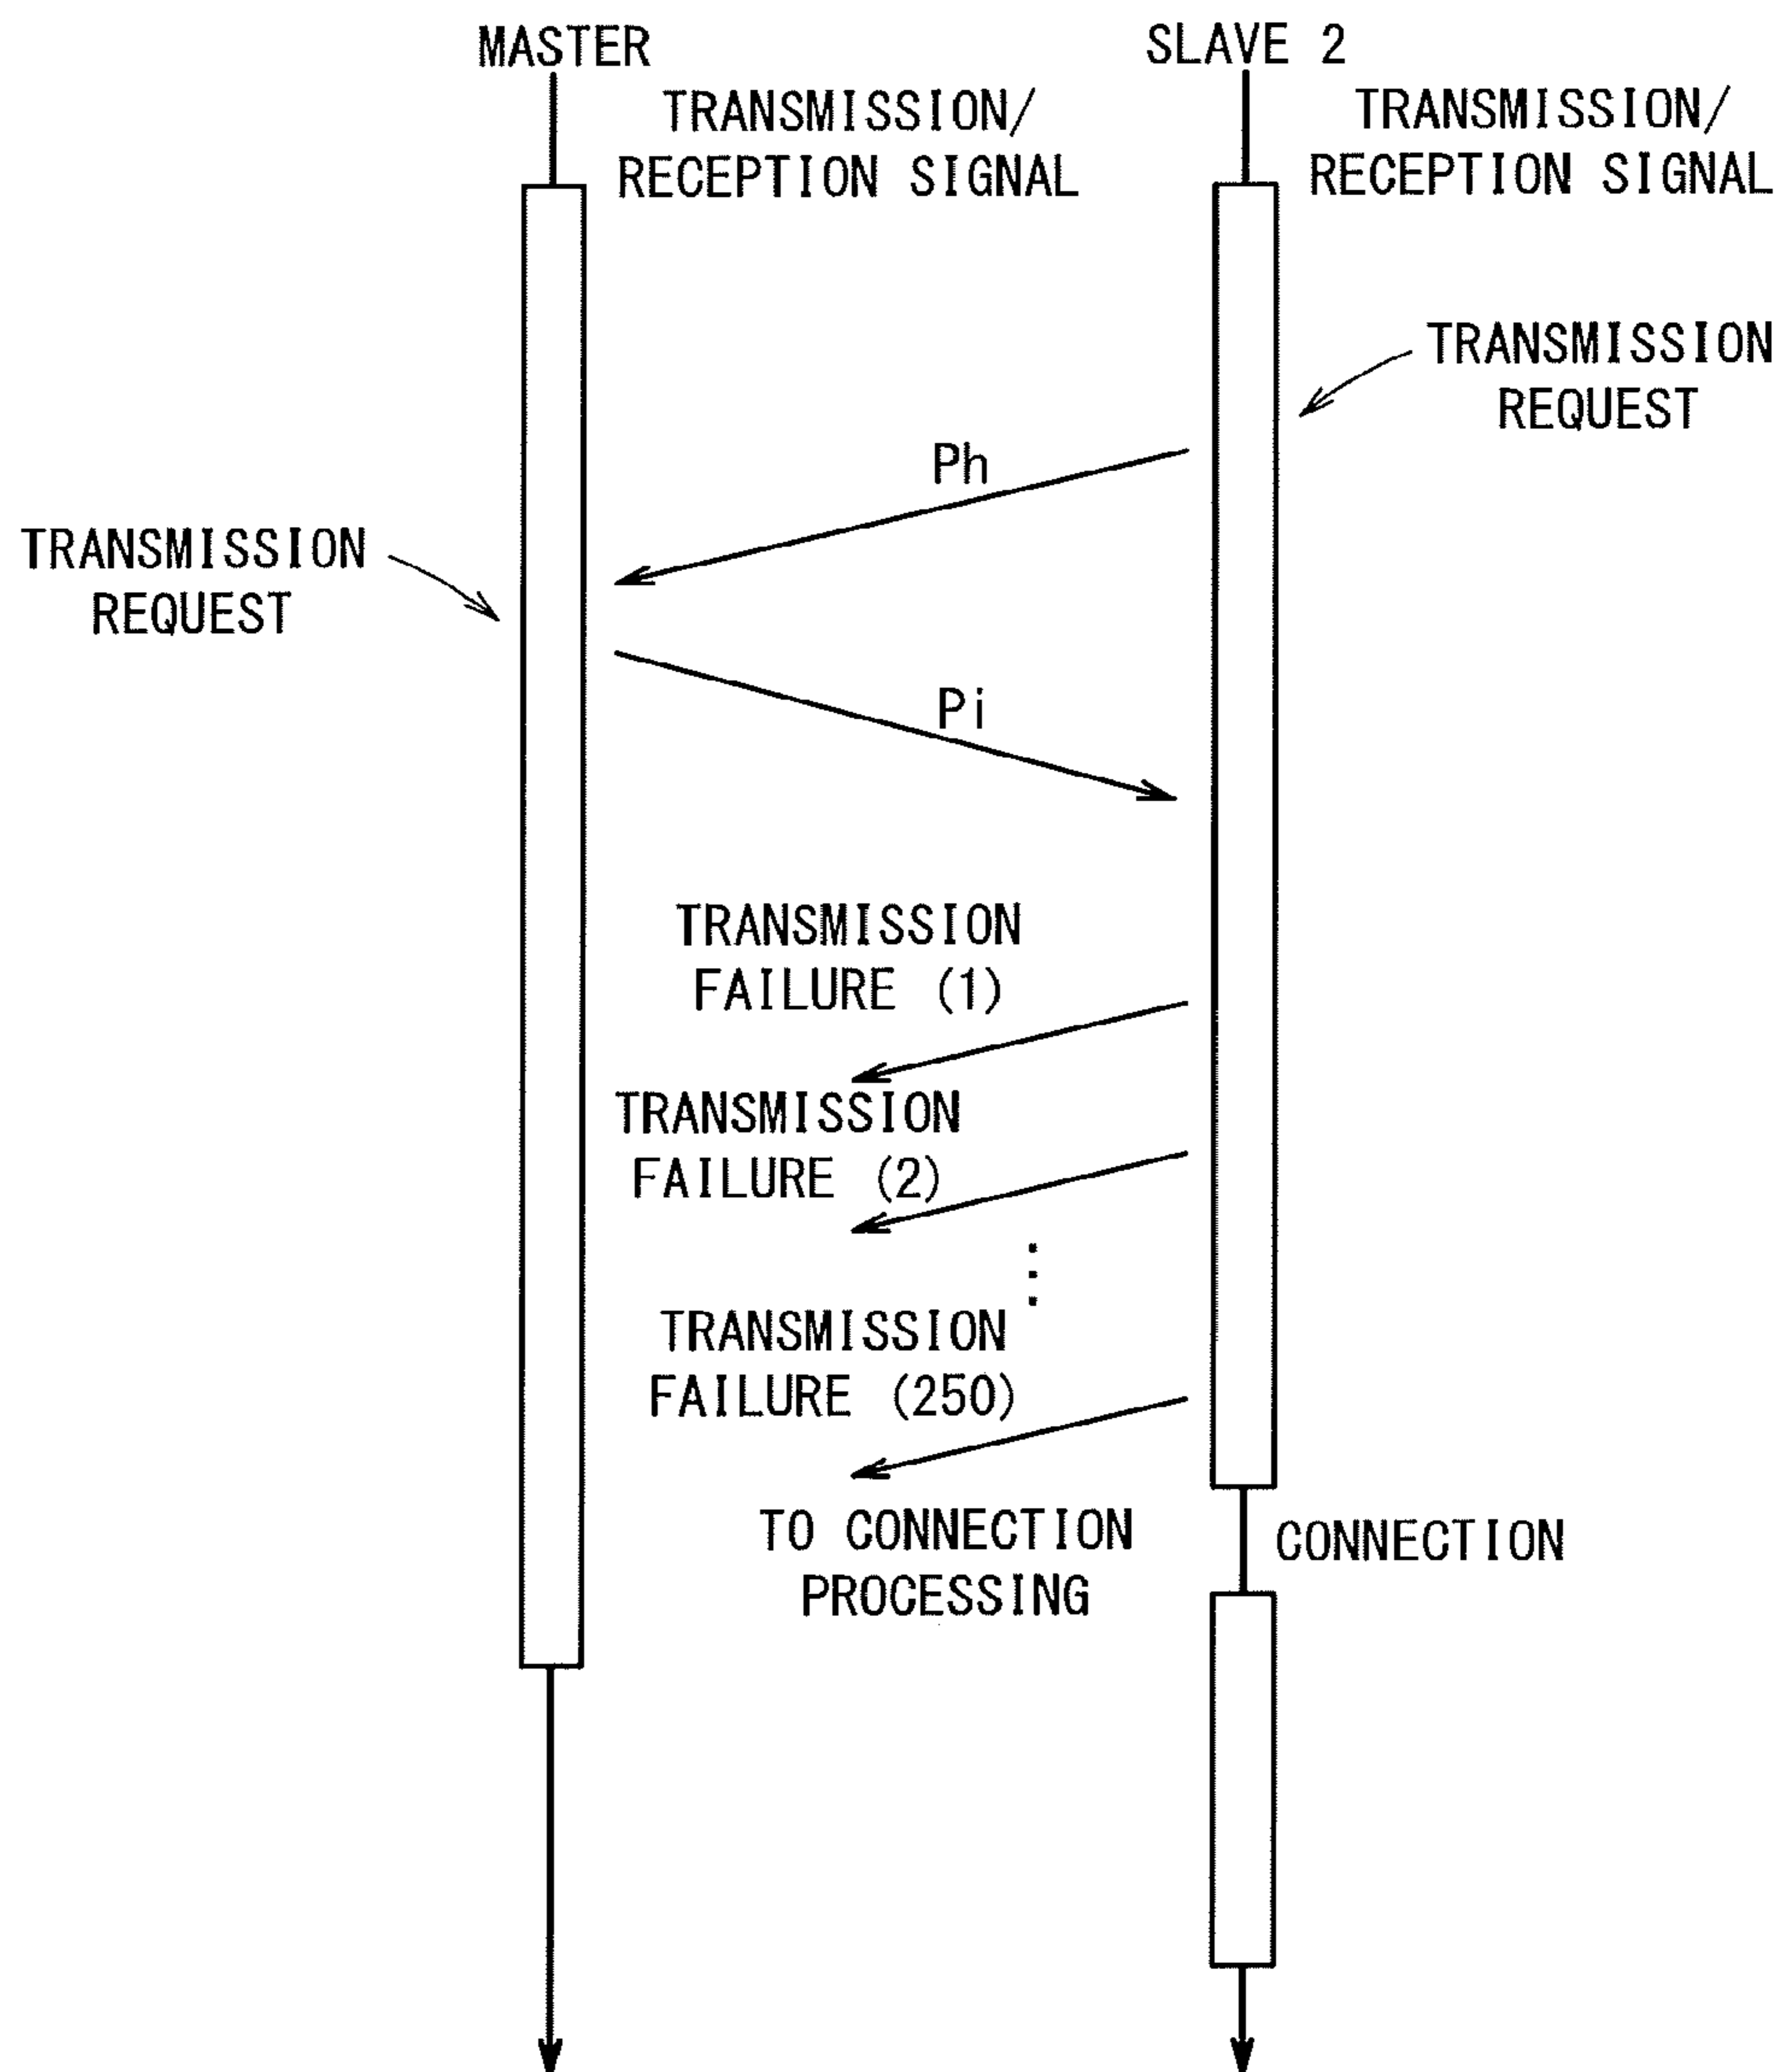 MASTER
SLAVE 2
TRANSMISSION/
RECEPTION SIGNAL
TRANSMISSION/
RECEPTION SIGNAL
TRANSMISSION
REQUEST
Ph
TRANSMISSION
REQUEST
Pi
TRANSMISSION
FAILURE (1)
TRANSMISSION
FAILURE (2)
TRANSMISSION
FAILURE (250)
TO CONNECTION
PROCESSING
CONNECTION